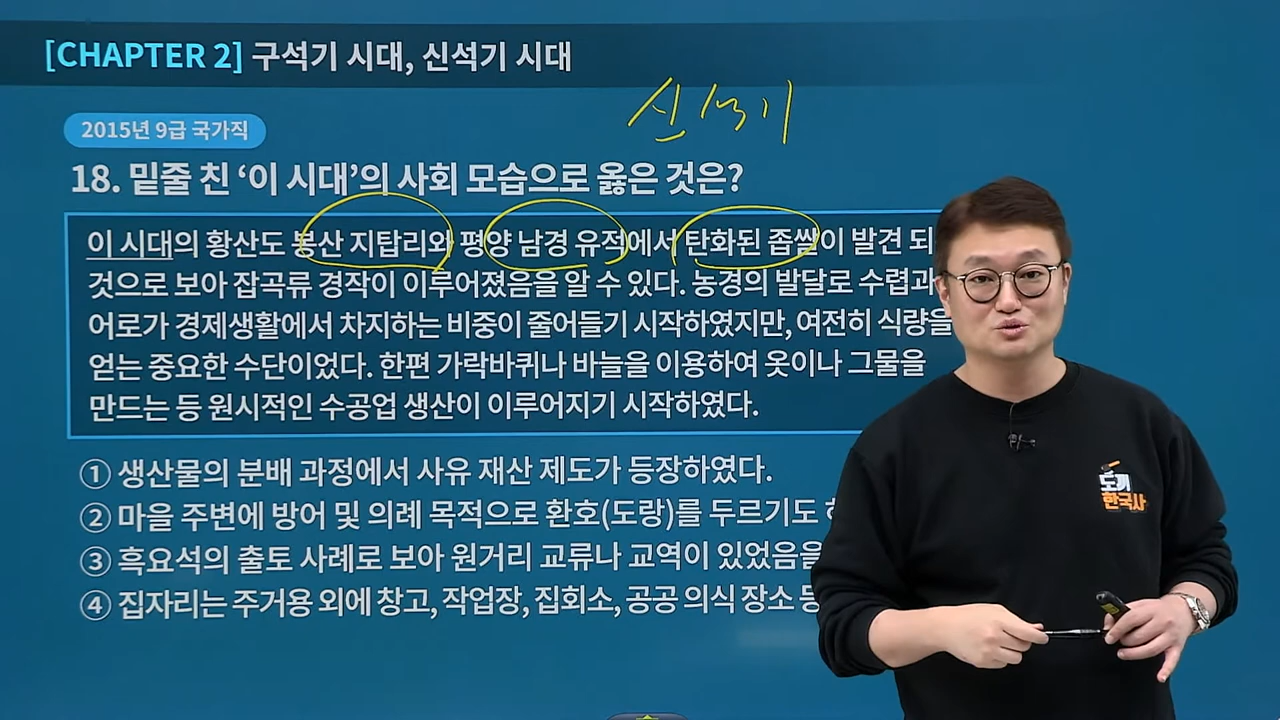 [CHAPTER 2] 구석기 시대, 신석기 시대
신석기
2015년 9급 국가직
18. 밑줄 친 ‘이 시대’의 사회 모습으로 옳은 것은?
이 시대의 황산도 봉산 지탑리와 평양 남경 유적에서 탄화된 좁쌀이 발견 되
것으로 보아 잡곡류 경작이 이루어졌음을 알 수 있다. 농경의 발달로 수렵과
어로가 경제생활에서 차지하는 비중이 줄어들기 시작하였지만, 여전히 식량을
얻는 중요한 수단이었다. 한편 가락바퀴나 바늘을 이용하여 옷이나 그물을
만드는 등 원시적인 수공업 생산이 이루어지기 시작하였다.
① 생산물의 분배 과정에서 사유 재산 제도가 등장하였다.
② 마을 주변에 방어 및 의례 목적으로 환호(도랑)를 두르기도
③ 흑요석의 출토 사례로 보아 원거리 교류나 교역이 있었음을
④ 집자리는 주거용 외에 창고, 작업장, 집회소, 공공 의식 장소 등
도끼
한국사